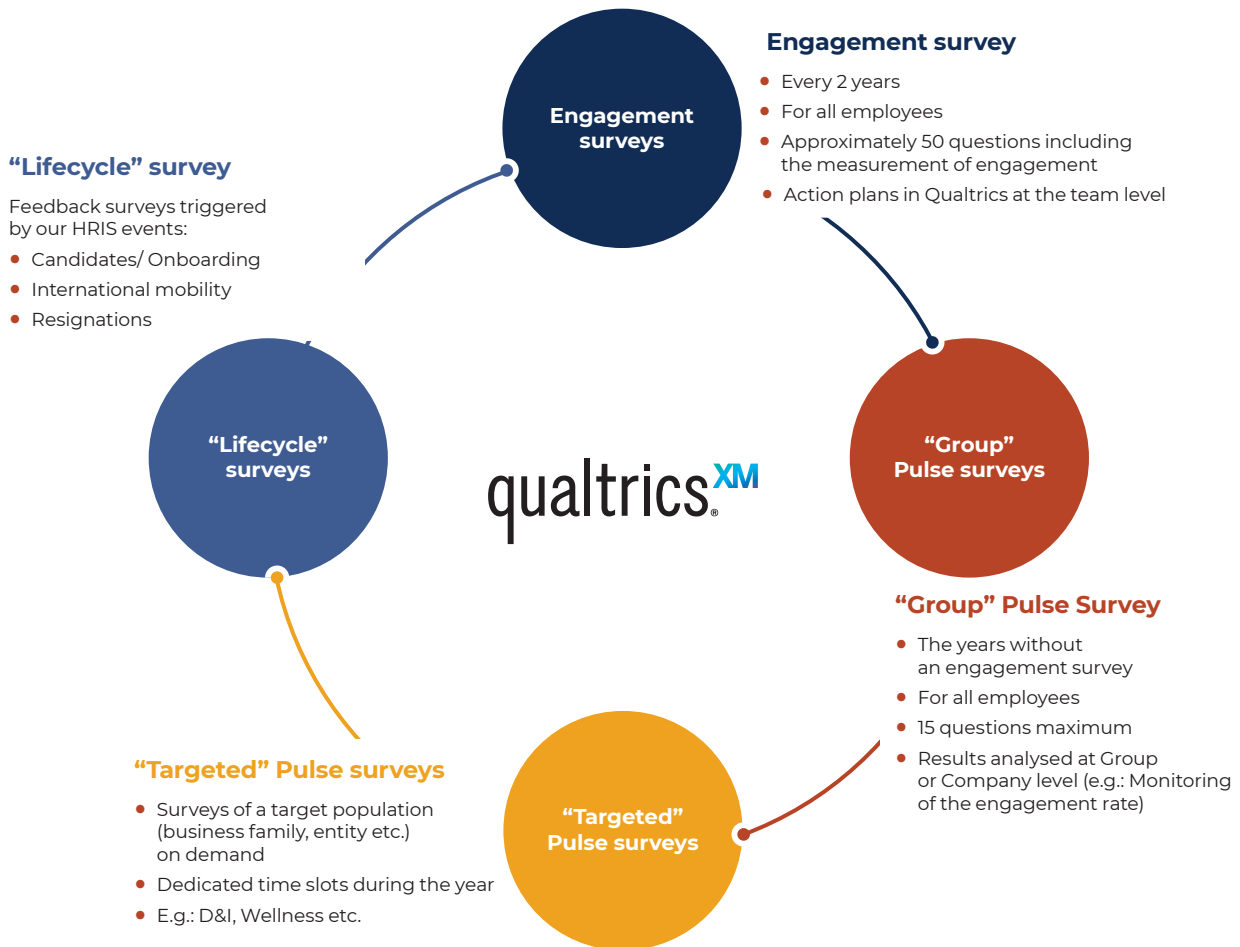 Engagement
surveys
Engagement survey
• Every 2 years
• For all employees
• Approximately 50 questions including
the measurement of engagement
• Action plans in Qualtrics at the team level
“Lifecycle” survey
Feedback surveys triggered
by our HRIS events:
• Candidates/ Onboarding
• International mobility
• Resignations
“Lifecycle”
surveys
qualtrics.XM
®
“Group”
Pulse surveys
“Group” Pulse Survey
• The years without
an engagement survey
• For all employees
• 15 questions maximum
• Results analysed at Group
or Company level (e.g.: Monitoring
of the engagement rate)
“Targeted” Pulse surveys
• Surveys of a target population
(business family, entity etc.)
on demand
• Dedicated time slots during the year
• E.g.: D&I, Wellness etc.
“Targeted”
Pulse surveys